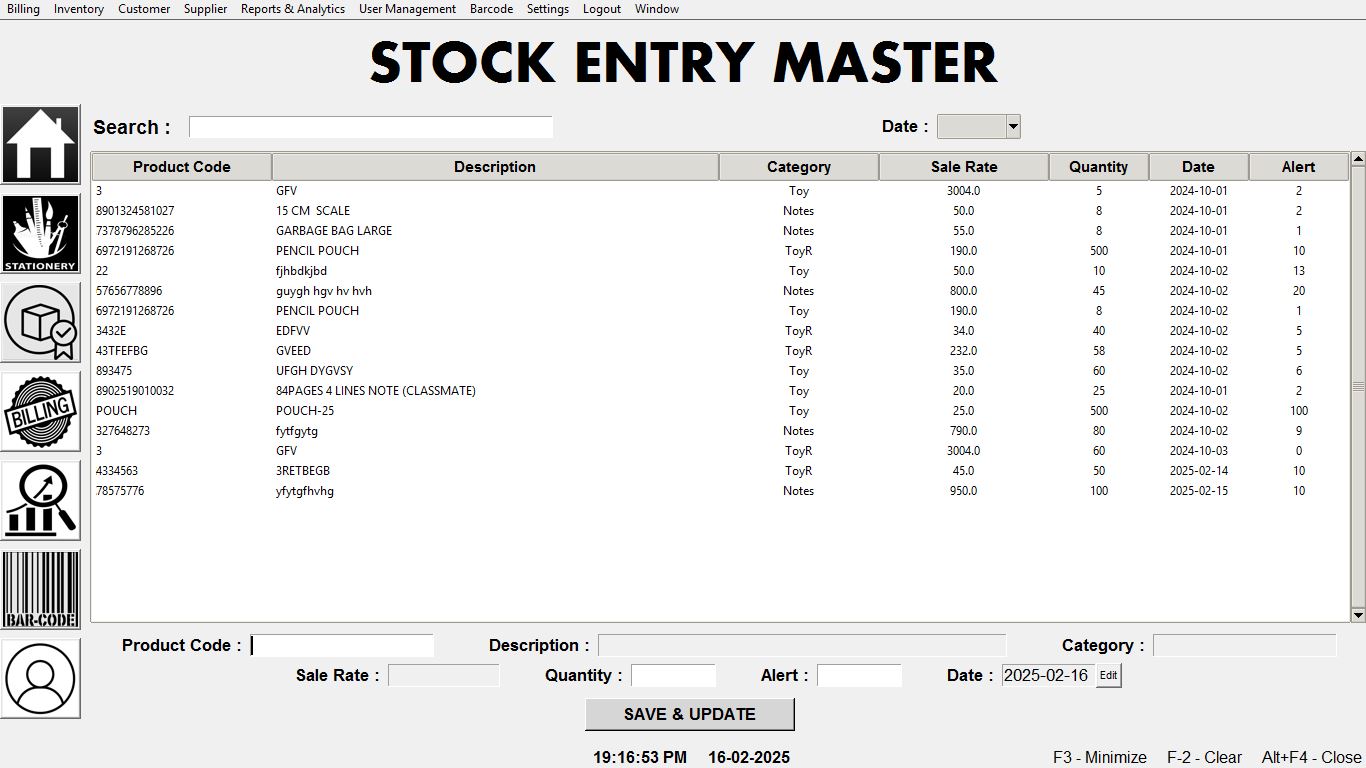 Billing Inventory Customer Supplier Reports & Analytics User Management Barcode Settings Logout Window
STOCK ENTRY MASTER
Search : Date :
Product Code Description Category Sale Rate Quantity Date Alert
3 GFV Toy 3004.0 5 2024-10-01 2
8901324581027 15 CM  SCALE Notes 50.0 8 2024-10-01 2
7378796285226 GARBAGE BAG LARGE Notes 55.0 8 2024-10-01 1
6972191268726 PENCIL POUCH ToyR 190.0 500 2024-10-01 10
22 fjhbdkjbd Toy 50.0 10 2024-10-02 13
57656778896 guygh hgv hv hvh Notes 800.0 45 2024-10-02 20
6972191268726 PENCIL POUCH Toy 190.0 8 2024-10-02 1
3432E EDFVV ToyR 34.0 40 2024-10-02 5
43TFEFBG GVEED ToyR 232.0 58 2024-10-02 5
893475 UFGH DYGVSY Toy 35.0 60 2024-10-02 6
8902519010032 84PAGES 4 LINES NOTE (CLASSMATE) Toy 20.0 25 2024-10-01 2
POUCH POUCH-25 Toy 25.0 500 2024-10-02 100
327648273 fytfgytg Notes 790.0 80 2024-10-02 9
3 GFV ToyR 3004.0 60 2024-10-03 0
4334563 3RETBEGB ToyR 45.0 50 2025-02-14 10
78575776 yfytgfhvhg Notes 950.0 100 2025-02-15 10
STATIONERY
BILLING
BAR-CODE
Product Code : Description : Category :
Sale Rate : Quantity : Alert : Date : 2025-02-16 Edit
SAVE & UPDATE
19:16:53 PM 16-02-2025 F3 - Minimize F-2 - Clear Alt+F4 - Close